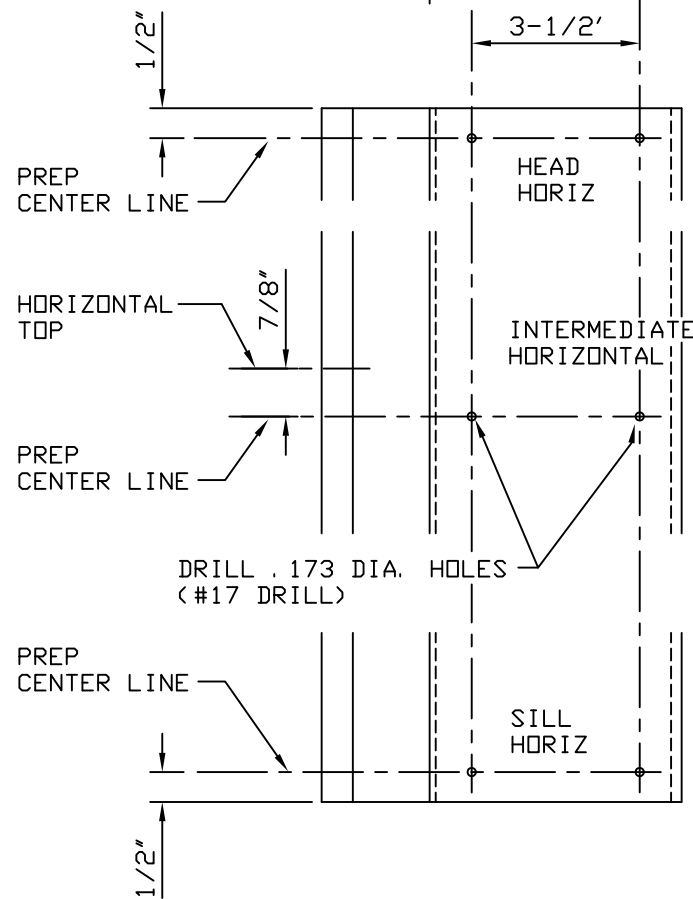 3-1/2'
1/2"
HEAD
HORIZ
PREP
CENTER LINE
HORIZONTAL
TOP
7/8"
INTERMEDIATE
HORIZONTAL
PREP
CENTER LINE
DRILL .173 DIA. HOLES
(#17 DRILL)
PREP
CENTER LINE
SILL
HORIZ
1/2"